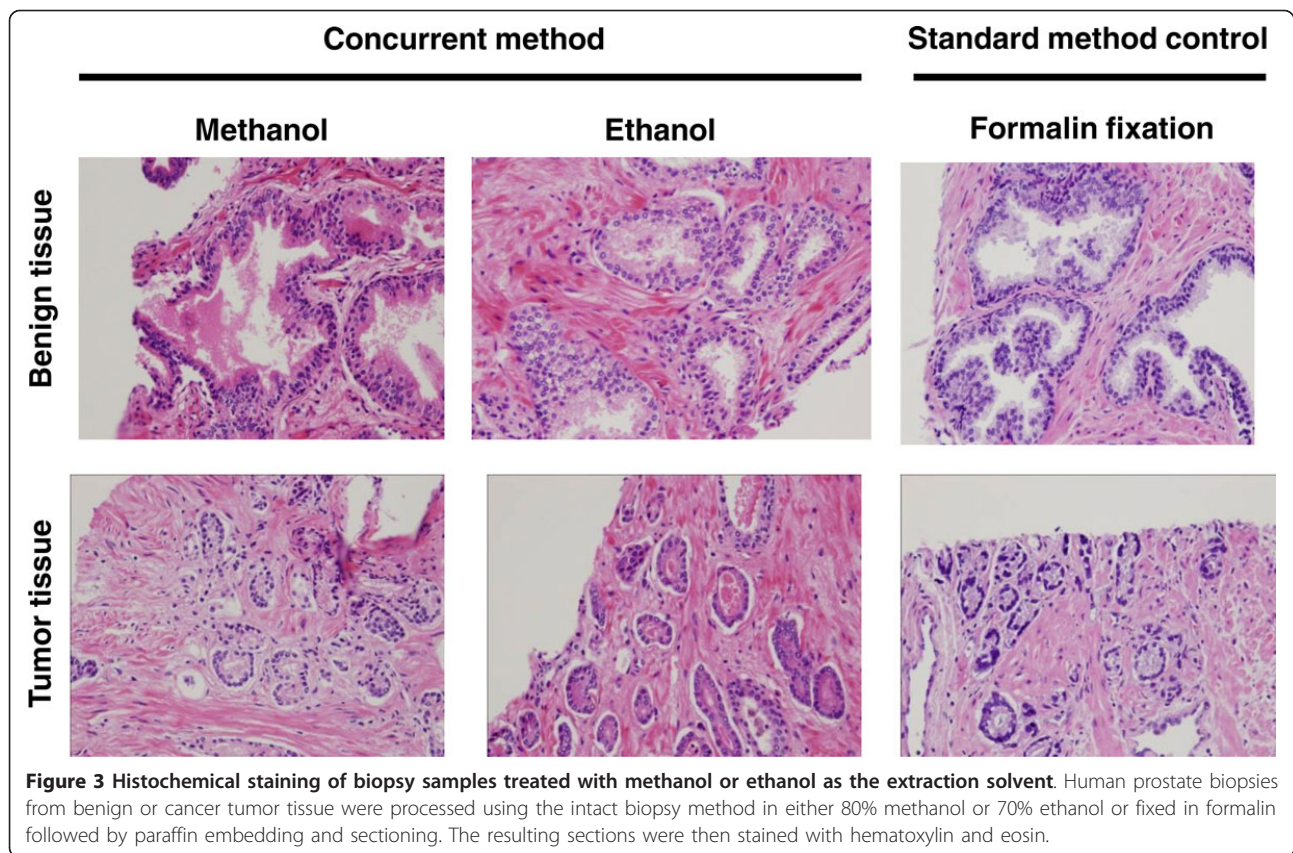 Concurrent method
Standard method control
Methanol
Ethanol
Formalin fixation
Benign tissue
Tumor tissue
Figure 3 Histochemical staining of biopsy samples treated with methanol or ethanol as the extraction solvent. Human prostate biopsies
from benign or cancer tumor tissue were processed using the intact biopsy method in either 80% methanol or 70% ethanol or fixed in formalin
followed by paraffin embedding and sectioning. The resulting sections were then stained with hematoxylin and eosin.